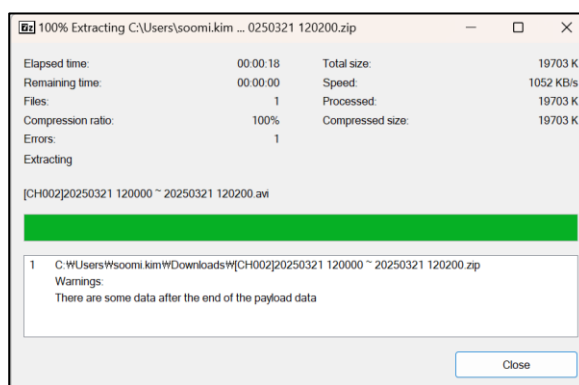 7z 100% Extracting C:\Users\soomi.kim ... 0250321 120200.zip
Elapsed time: 00:00:18 Total size: 19703 K
Remaining time: 00:00:00 Speed: 1052 KB/s
Files: 1 Processed: 19703 K
Compression ratio: 100% Compressed size: 19703 K
Errors: 1
Extracting
[CH002]20250321 120000 ~ 20250321 120200.avi
1 C:₩Users₩soomi.kim₩Downloads₩[CH002]20250321 120000 ~ 20250321 120200.zip
Warnings:
There are some data after the end of the payload data
Close